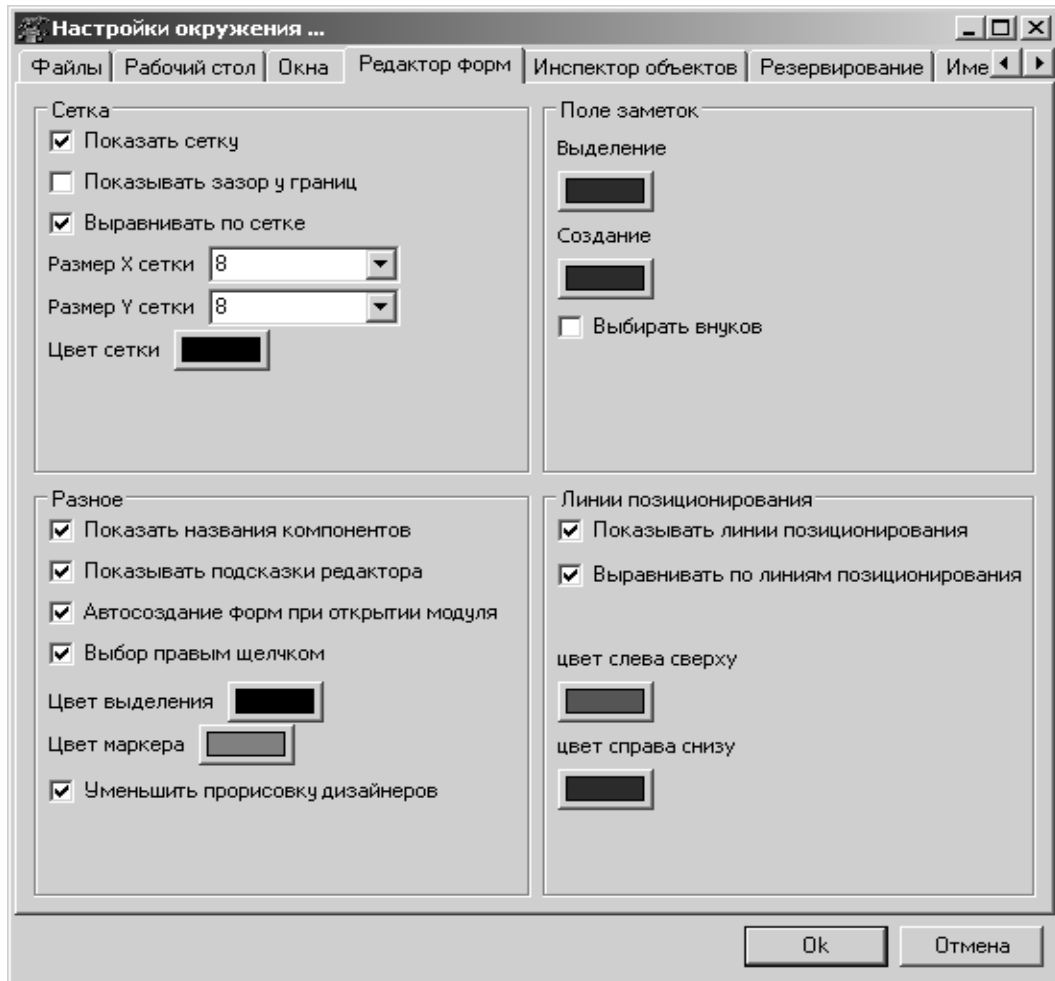 Настройки окружения ...
Файлы Рабочий стол Окна Редактор форм Инспектор объектов Резервирование Име
Сетка
Показать сетку
Показывать зазор у границ
Выравнивать по сетке
Размер X сетки 8
Размер Y сетки 8
Цвет сетки
Поле заметок
Выделение
Создание
Выбирать внуков
Разное
Показать названия компонентов
Показывать подсказки редактора
Автосоздание форм при открытии модуля
Выбор правым щелчком
Цвет выделения
Цвет маркера
Уменьшить прорисовку дизайнеров
Линии позиционирования
Показывать линии позиционирования
Выравнивать по линиям позиционирования
цвет слева сверху
цвет справа снизу
Ok Отмена